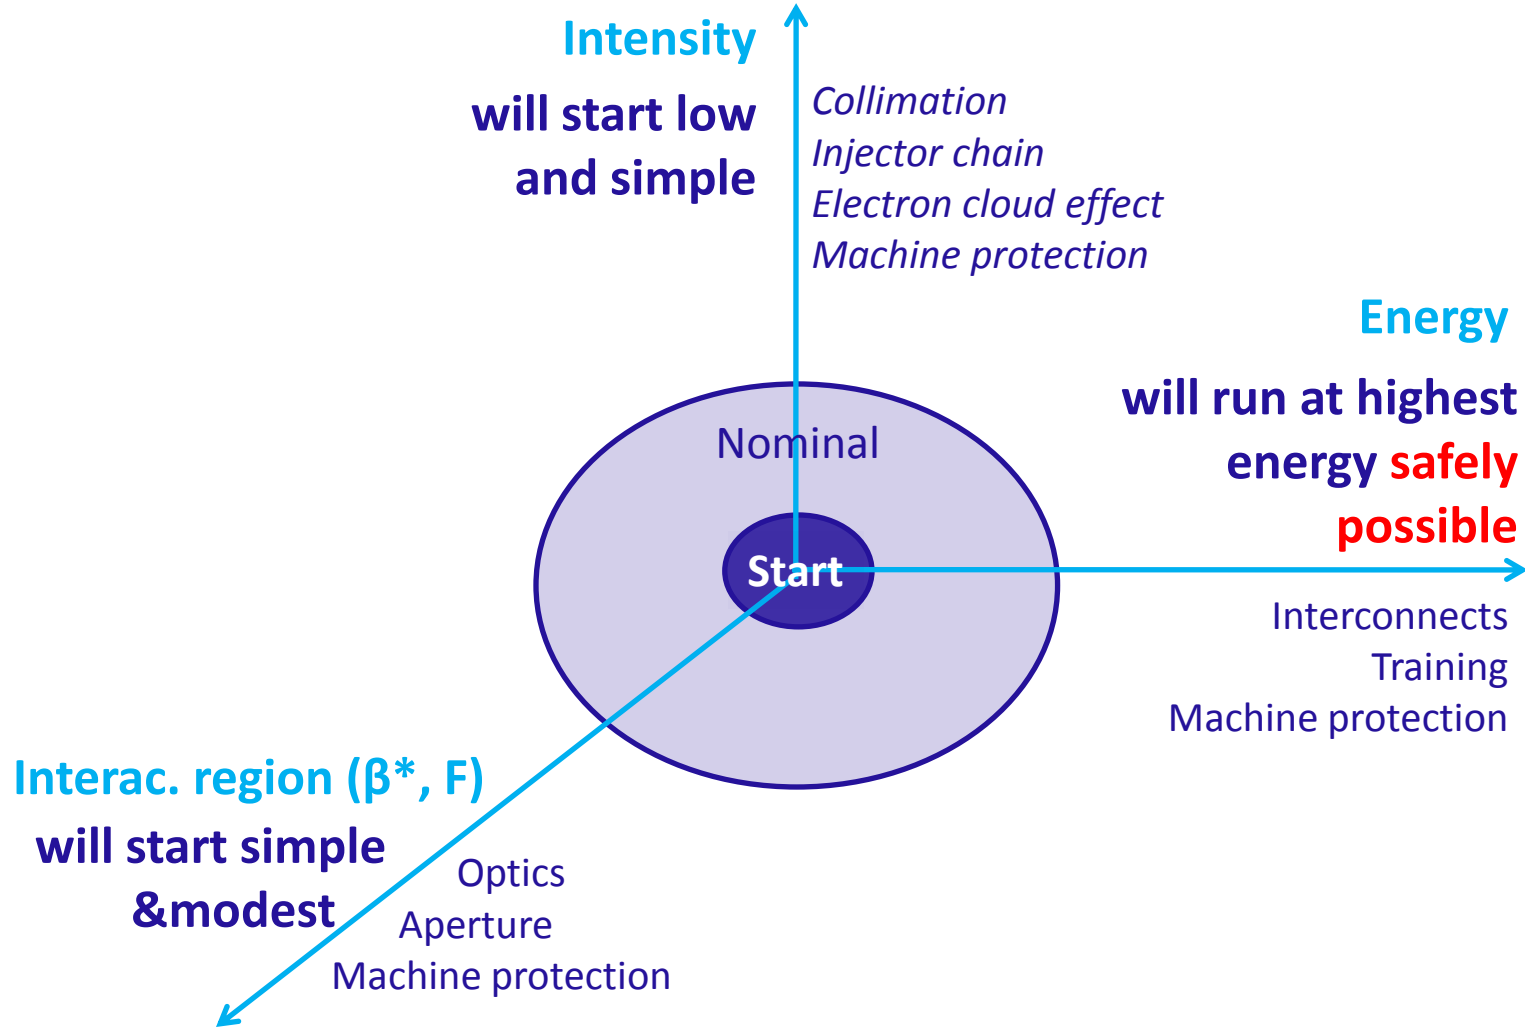 Intensity
will start low
and simple
Collimation
Injector chain
Electron cloud effect
Machine protection
Energy
will run at highest
energy safely
possible
Nominal
Start
Interconnects
Training
Machine protection
Interac. region (β*, F)
will start simple
&modest
Optics
Aperture
Machine protection